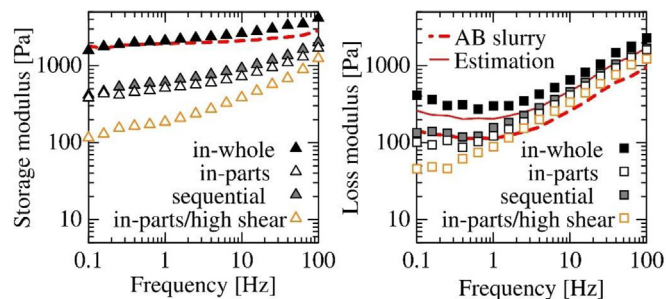 Storage modulus [Pa]
1000
100
10
in-whole
in-parts
sequential
in-parts/high shear
0.1 1 10 100
Frequency [Hz]
Loss modulus [Pa]
1000
100
10
AB slurry
Estimation
in-whole
in-parts
sequential
in-parts/high shear
0.1 1 10 100
Frequency [Hz]